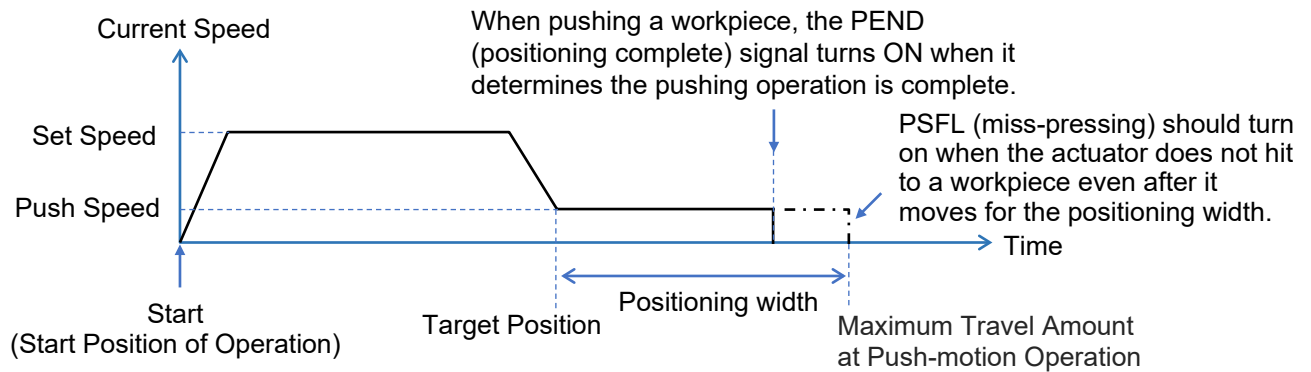 Current Speed
When pushing a workpiece, the PEND
(positioning complete) signal turns ON when it
determines the pushing operation is complete.
Set Speed
PSFL (miss-pressing) should turn
on when the actuator does not hit
to a workpiece even after it
moves for the positioning width.
Push Speed
Time
Start
(Start Position of Operation)
Target Position
Positioning width
Maximum Travel Amount
at Push-motion Operation